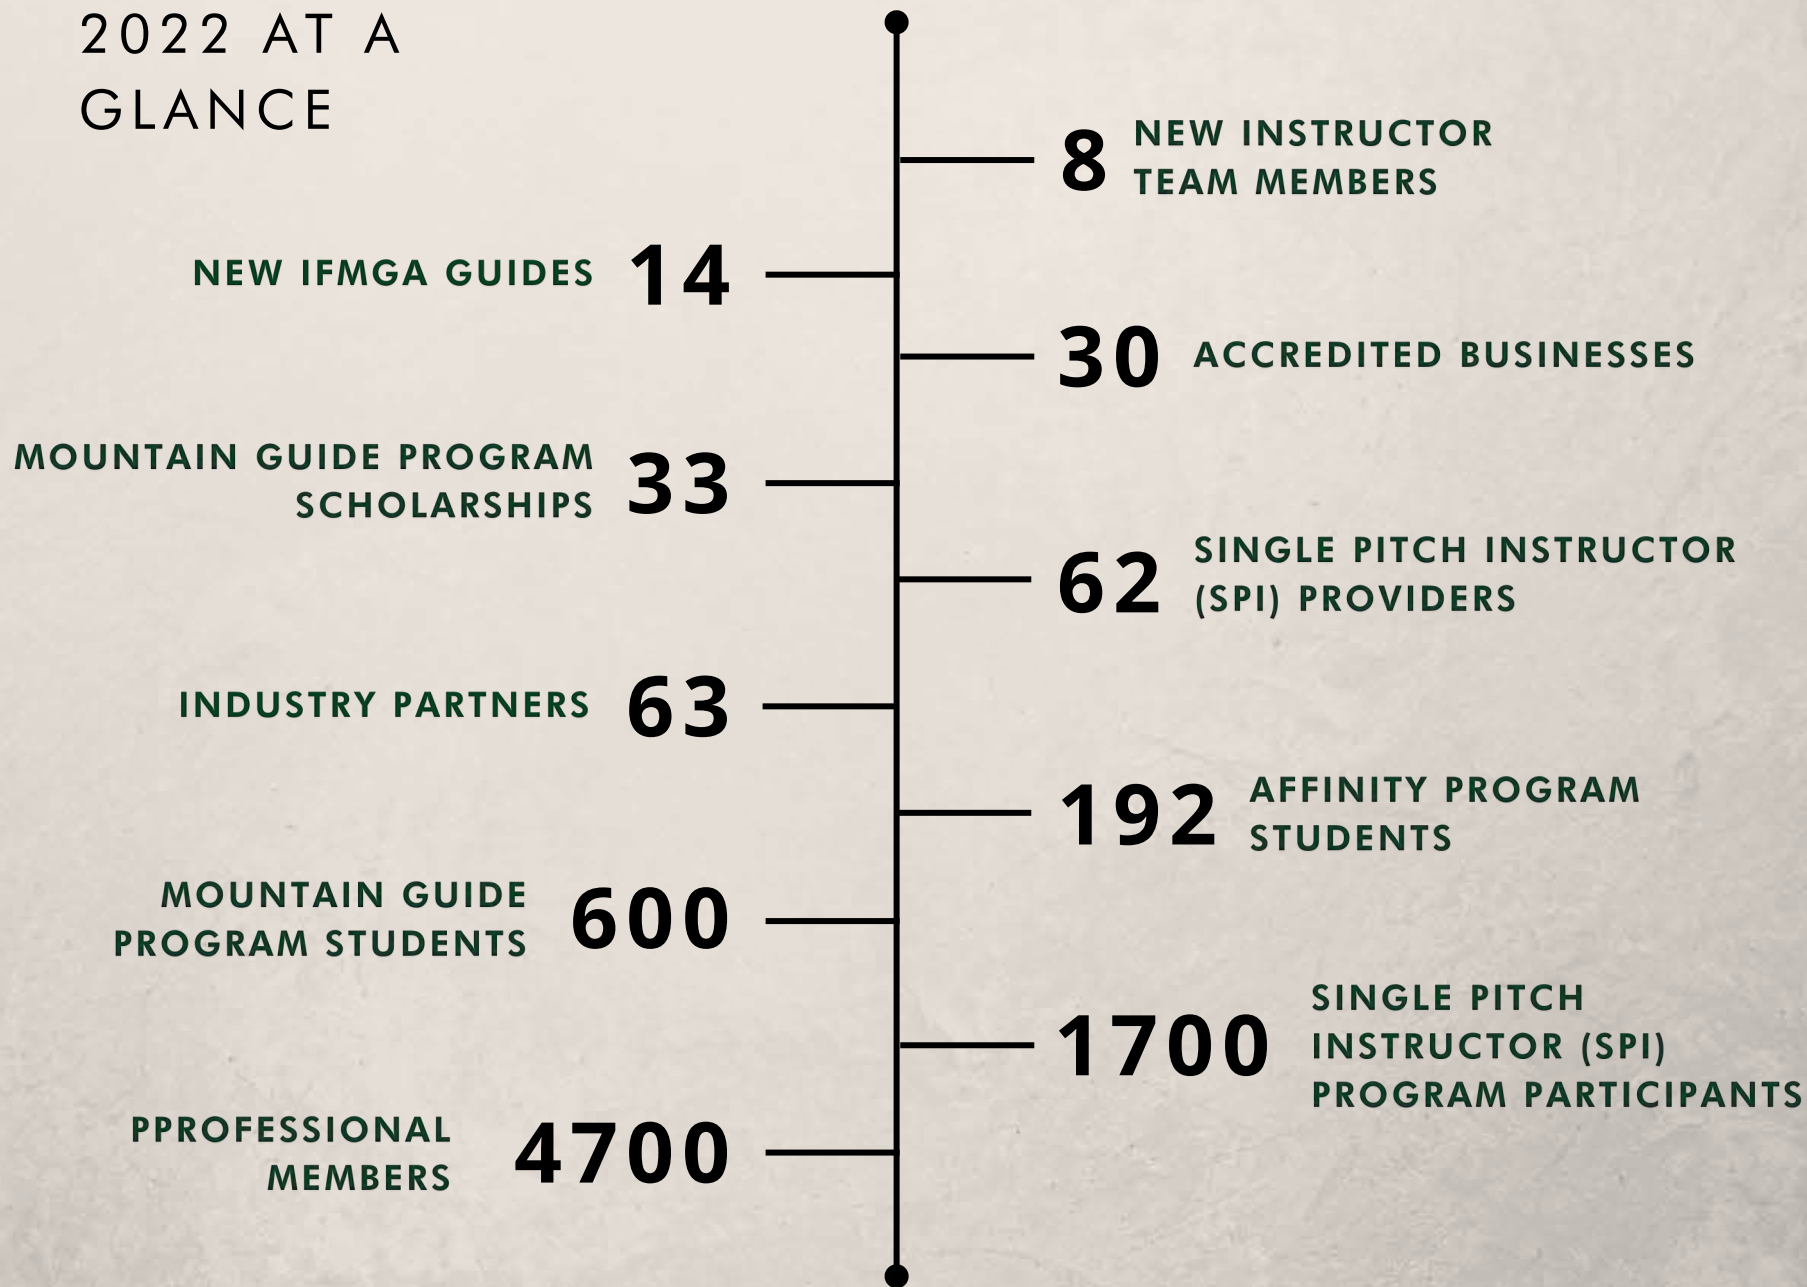 2022 AT A
GLANCE
8
NEW INSTRUCTOR
TEAM MEMBERS
NEW IFMGA GUIDES 14
30 ACCREDITED BUSINESSES
MOUNTAIN GUIDE PROGRAM
SCHOLARSHIPS
33
62
SINGLE PITCH INSTRUCTOR
(SPI) PROVIDERS
INDUSTRY PARTNERS 63
192
AFFINITY PROGRAM
STUDENTS
MOUNTAIN GUIDE
PROGRAM STUDENTS
600
1700
SINGLE PITCH
INSTRUCTOR (SPI)
PROGRAM PARTICIPANTS
PPROFESSIONAL
MEMBERS
4700